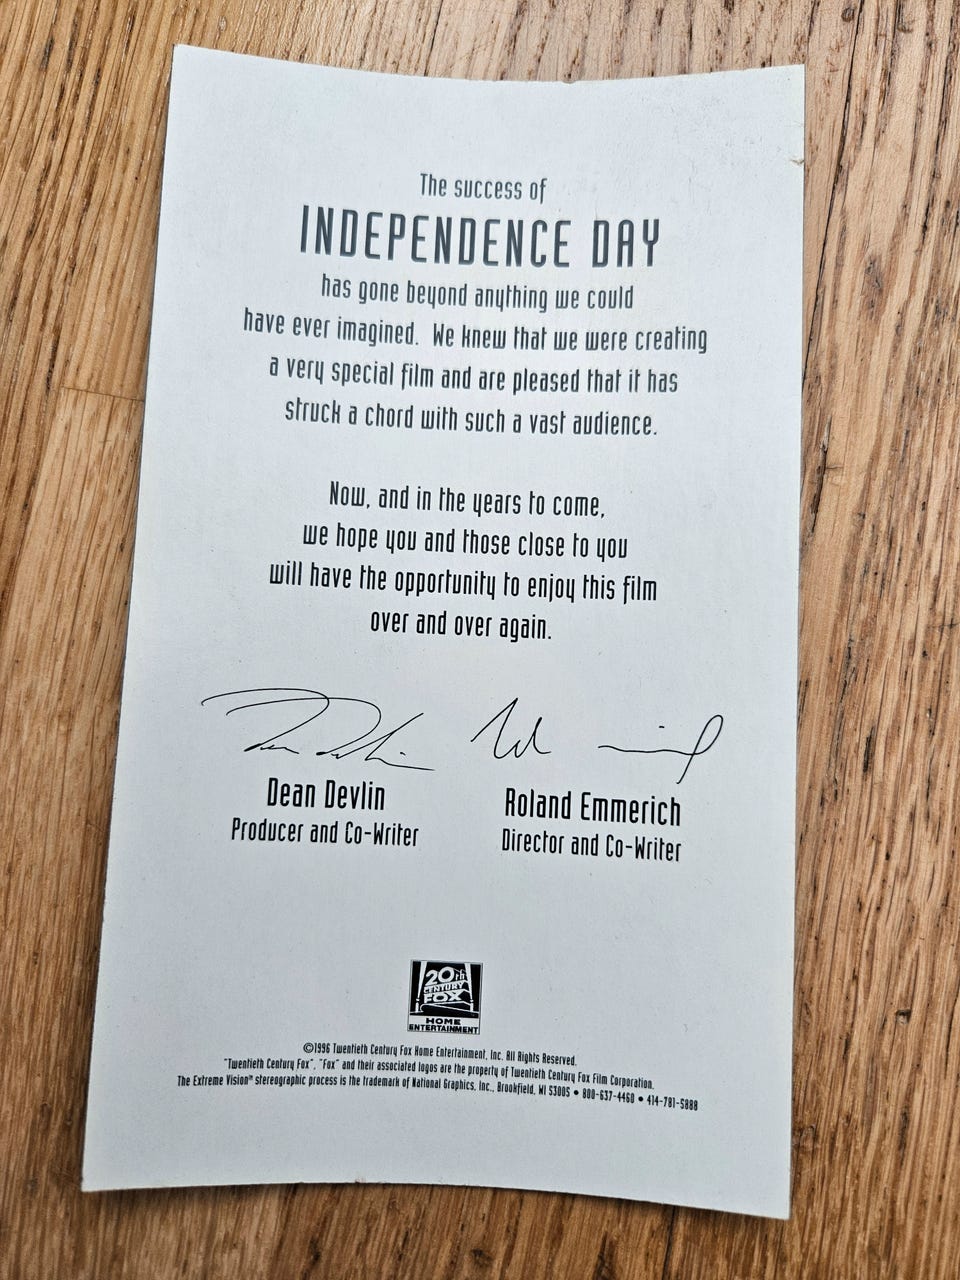 The success of
INDEPENDENCE DAY
has gone beyond anything we could
have ever imagined. We knew that we were creating
a very special film and are pleased that it has
struck a chord with such a vast audience.
Now, and in the years to come,
we hope you and those close to you
will have the opportunity to enjoy this film
over and over again.
Dean Devlin
Producer and Co-Writer
Roland Emmerich
Director and Co-Writer
20th
CENTURY
FOX
HOME
ENTERTAINMENT
©1996 Twentieth Century Fox Home Entertainment, Inc. All Rights Reserved.
"Twentieth Century Fox", "Fox" and their associated logos are the property of Twentieth Century Fox Film Corporation.
The Extreme Vision™ stereographic process is the trademark of National Graphics, Inc., Brookfield, WI 53005 • 800-637-4460 • 414-781-5888